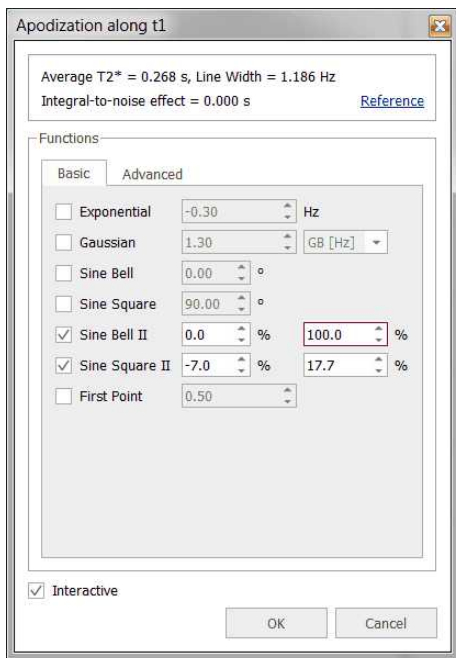 Apodization along t1
Average T2* = 0.268 s, Line Width = 1.186 Hz
Integral-to-noise effect = 0.000 s Reference
Functions
Basic Advanced
Exponential -0.30 Hz
Gaussian 1.30 GB [Hz]
Sine Bell 0.00 °
Sine Square 90.00 °
Sine Bell II 0.0 % 100.0 %
Sine Square II -7.0 % 17.7 %
First Point 0.50
Interactive
OK Cancel